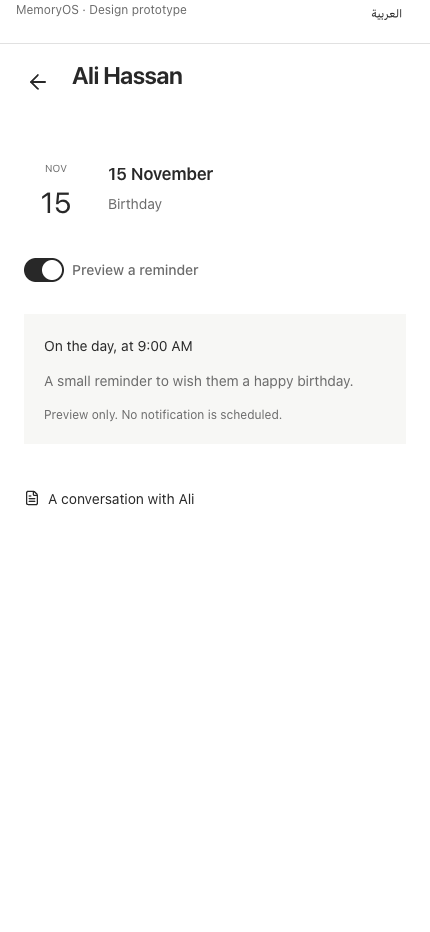 MemoryOS · Design prototype
العربية
Ali Hassan
NOV
15
15 November
Birthday
Preview a reminder
On the day, at 9:00 AM
A small reminder to wish them a happy birthday.
Preview only. No notification is scheduled.
A conversation with Ali